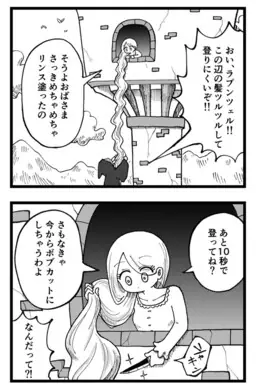 おい、ラプンツェル!!
この辺の髪ツルツルして
登りにくいぞ!!
そうよおばさま
さっきめちゃめちゃ
リンス塗ったの
あと10秒で
登ってね?
さもなきゃ
今からボブカットに
しちゃうわよ
なんだって?!